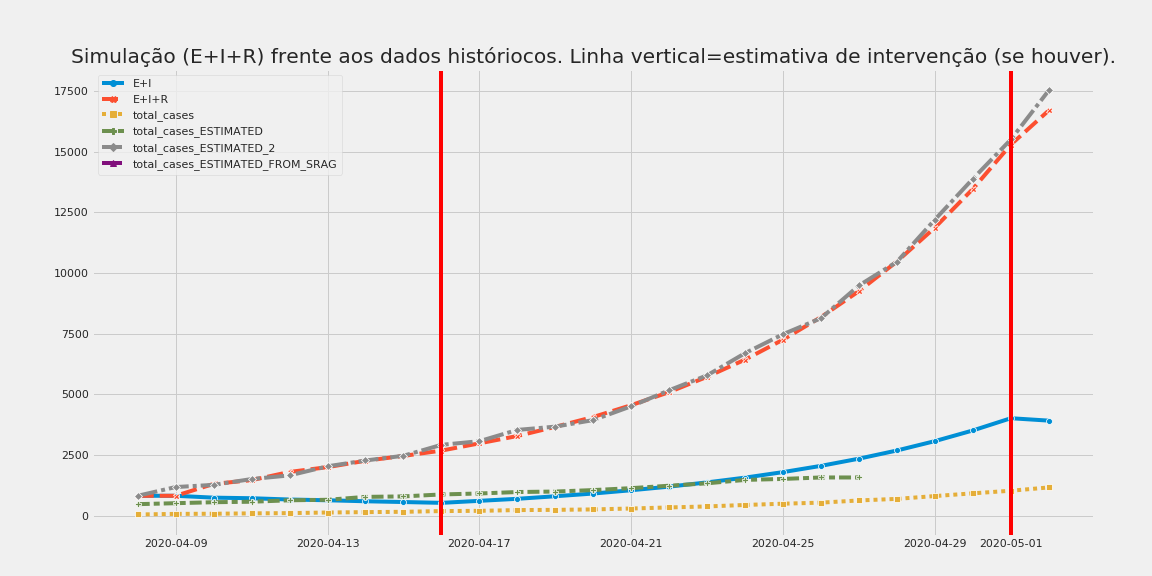 Simulação (E+I+R) frente aos dados históriocos. Linha vertical=estimativa de intervenção (se houver).
E+I
E+I+R
total_cases
total_cases_ESTIMATED
total_cases_ESTIMATED_2
total_cases_ESTIMATED_FROM_SRAG
17500
15000
12500
10000
7500
5000
2500
0
2020-04-09 2020-04-13 2020-04-17 2020-04-21 2020-04-25 2020-04-29 2020-05-01